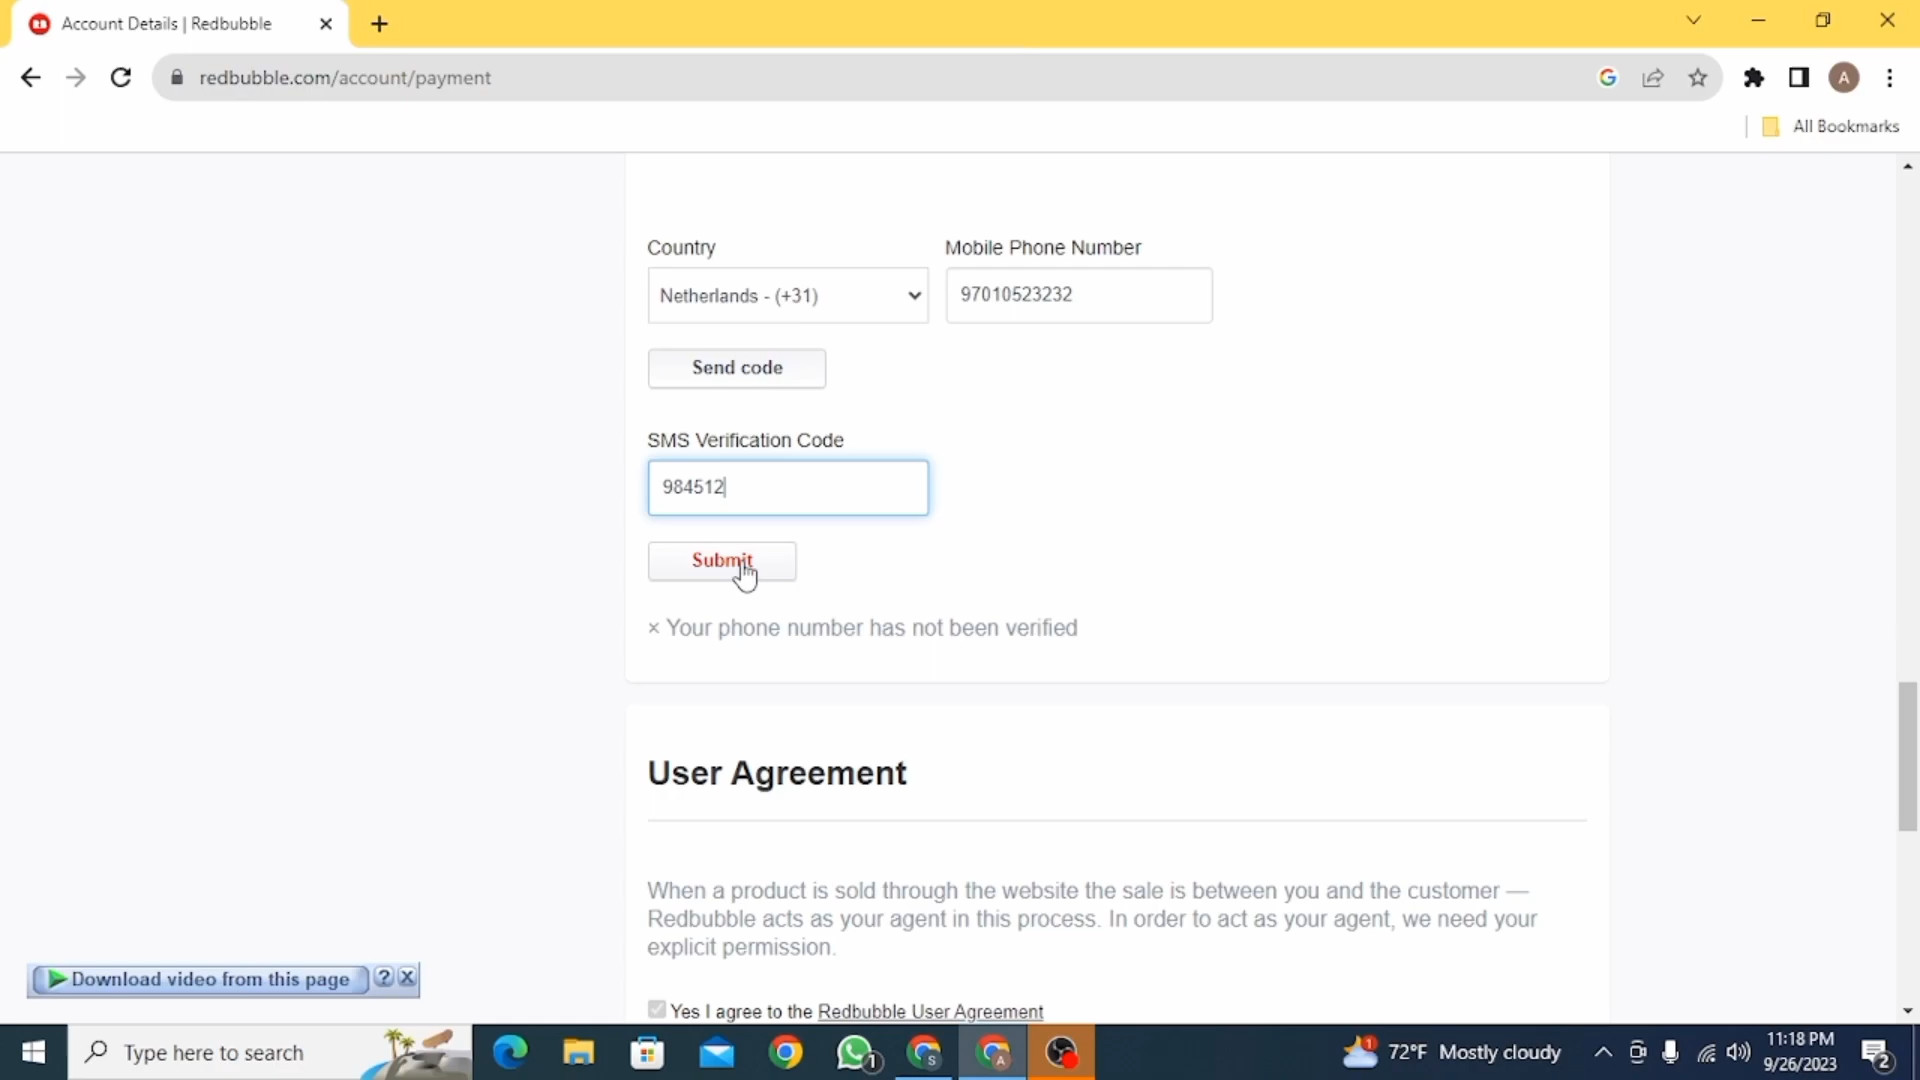 Account Details | Redbubble
redbubble.com/account/payment
A
All Bookmarks
Country
Mobile Phone Number
Netherlands - (+31)
97010523232
Send code
SMS Verification Code
984512
Submit
× Your phone number has not been verified
User Agreement
When a product is sold through the website the sale is between you and the customer —
Redbubble acts as your agent in this process. In order to act as your agent, we need your
explicit permission.
Download video from this page ? X
Yes I agree to the Redbubble User Agreement
Type here to search
1
S
A
1
72°F Mostly cloudy
11:18 PM
9/26/2023
2